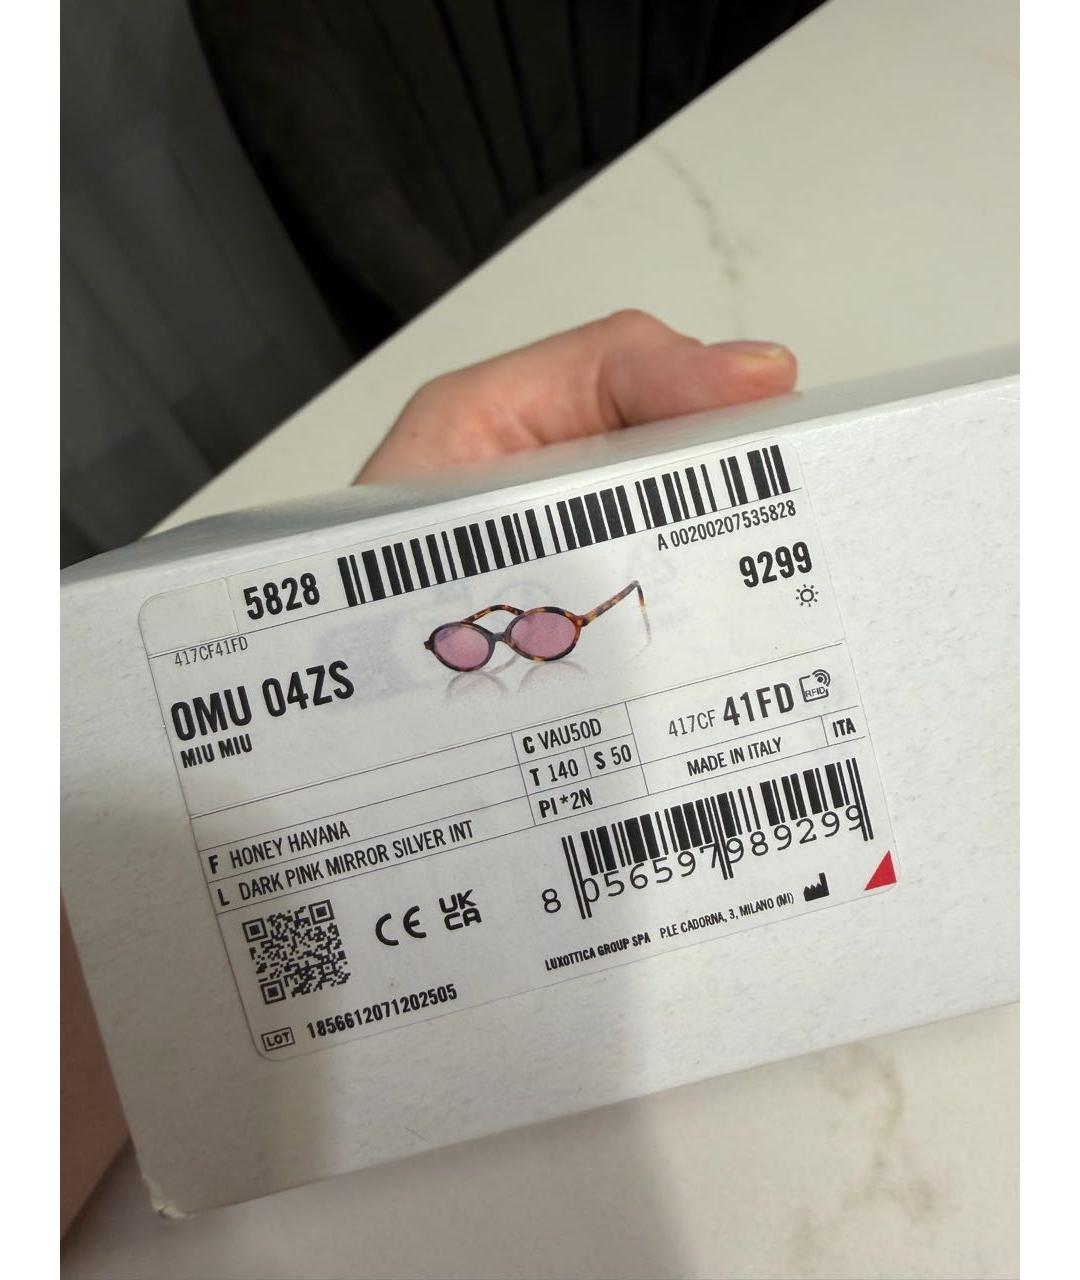 A 00200207535828
5828
9299
417CF41FD
0MU 04ZS
MIU MIU
C VAU50D
417CF 41FD RFID
T 140 S 50
MADE IN ITALY ITA
F HONEY HAVANA
PI*2N
L DARK PINK MIRROR SILVER INT
8 056597 989299
CE UK CA
LUXOTTICA GROUP SPA P.LE CADORNA, 3, MILANO (MI)
LOT 1856612071202505